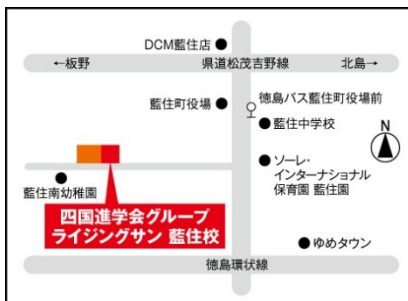 DCM藍住店
←板野
県道松茂吉野線
北島→
藍住町役場
徳島バス藍住町役場前
藍住中学校
N
ソーレ・
インターナショナル
保育園 藍住園
藍住南幼稚園
四国進学会グループ
ライジングサン 藍住校
ゆめタウン
徳島環状線